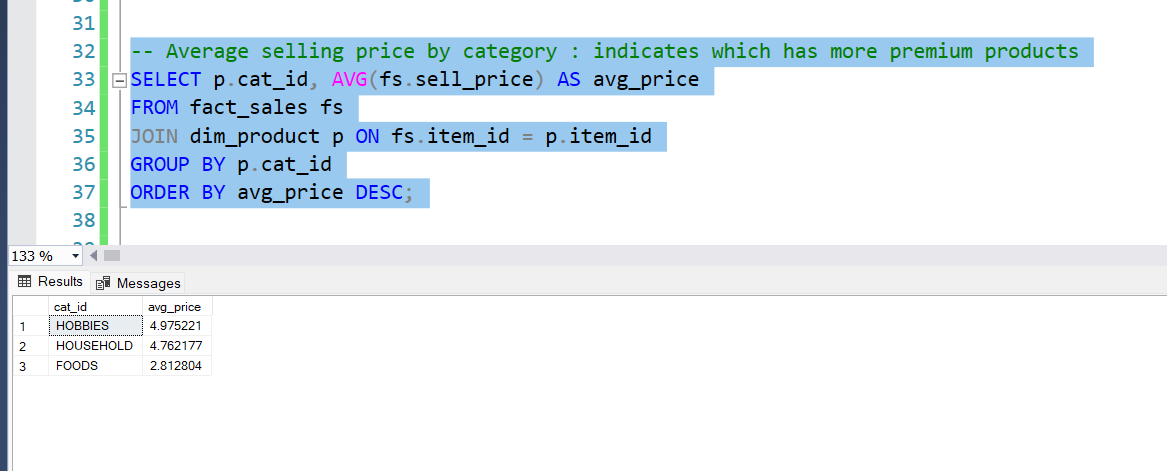 31
32 -- Average selling price by category : indicates which has more premium products
33 SELECT p.cat_id, AVG(fs.sell_price) AS avg_price
34 FROM fact_sales fs
35 JOIN dim_product p ON fs.item_id = p.item_id
36 GROUP BY p.cat_id
37 ORDER BY avg_price DESC;
38
133 %
Results Messages
cat_id avg_price
1 HOBBIES 4.975221
2 HOUSEHOLD 4.762177
3 FOODS 2.812804